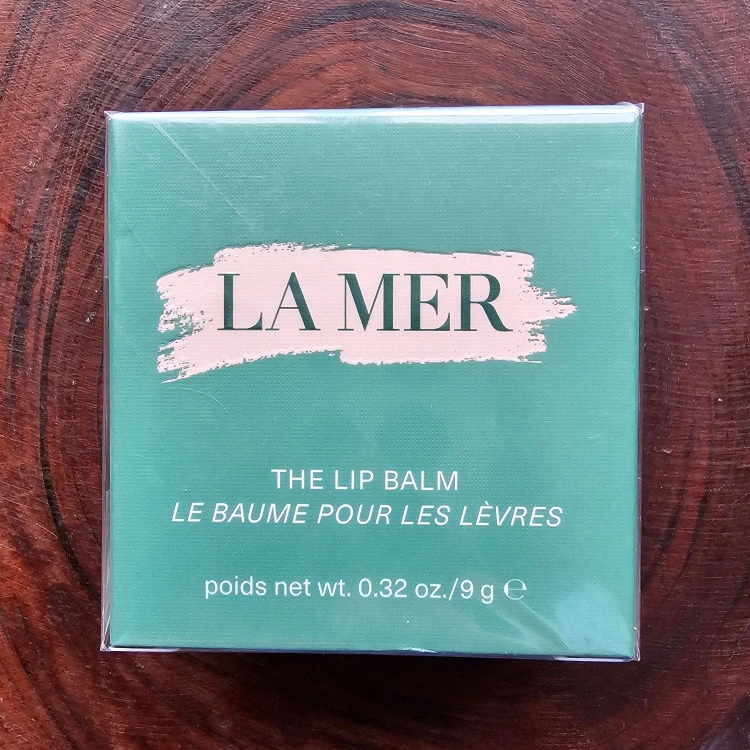 LA MER
THE LIP BALM
LE BAUME POUR LES LÈVRES
poids net wt. 0.32 oz./9 g ℮